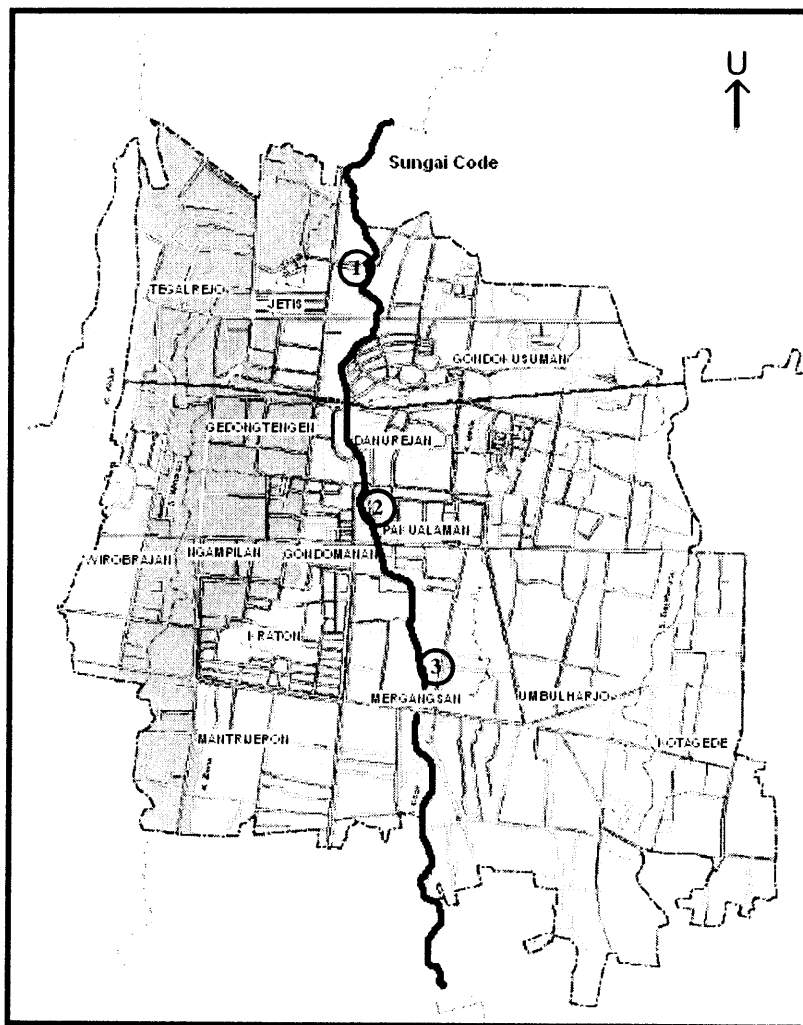 U
Sungai Code
1
TEGALREJO
JETIS
GONDOKUSUMAN
GEDONGTENGEN
DANUREJAN
2
PAKUALAMAN
WIROBRAJAN
NGAMPILAN
GONDOMANAN
KRATON
3
MERGANGSAN
UMBULHARJO
MANTRIJERON
KOTAGEDE